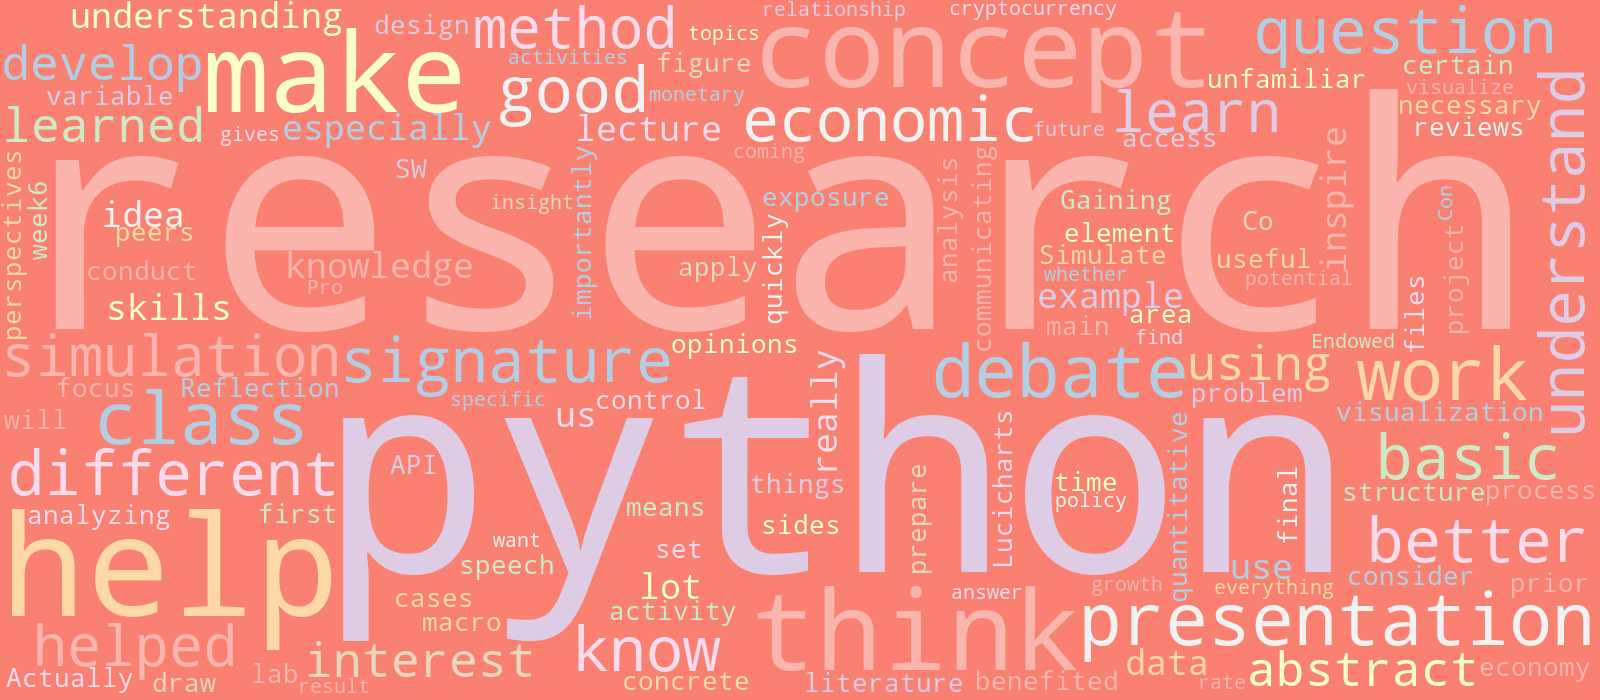 understanding
design
method
relationship
cryptocurrency
topics
concept
question
develop
make
activities
figure
good
monetary
unfamiliar
certain
visualize
variable
necessary
learned
gives
especially
lecture
economic
future
learn
access
reviews
understand
research
perspectives
week6
SW
idea
peers
conduct
knowledge
Pro
skills
insight
importantly
coming
exposure
quickly
apply
analysis
communicating
Gaining
element
Simulate
whether
example
area
main
find
Co
useful
potential
inspire
Con
project
files
Endowed
simulation
signature
opinions
debate
using
work
focus
Reflection
specific
us
control
really
problem
visualization
will
class
python
different
API
things
basic
analyzing
first
means
sides
prepare
Lucicharts
time
policy
quantitative
final
structure
process
help
want
speech
set
better
cases
macro
lot
activity
answer
growth
use
everything
consider
prior
think
presentation
helped
interest
know
Actually
draw
lab
result
concrete
literature
benefited
data
rate
abstract
economy